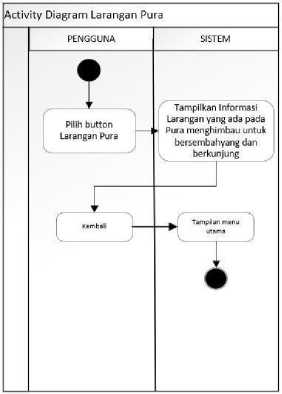 Activity Diagram Larangan Pura
PENGGUNA
SISTEM
Pilih button
Larangan Pura
Tampilkan Informasi
Larangan yang ada pada
Pura menghimbau untuk
bersembahyang dan
berkunjung
Kembali
Tampilan menu
utama